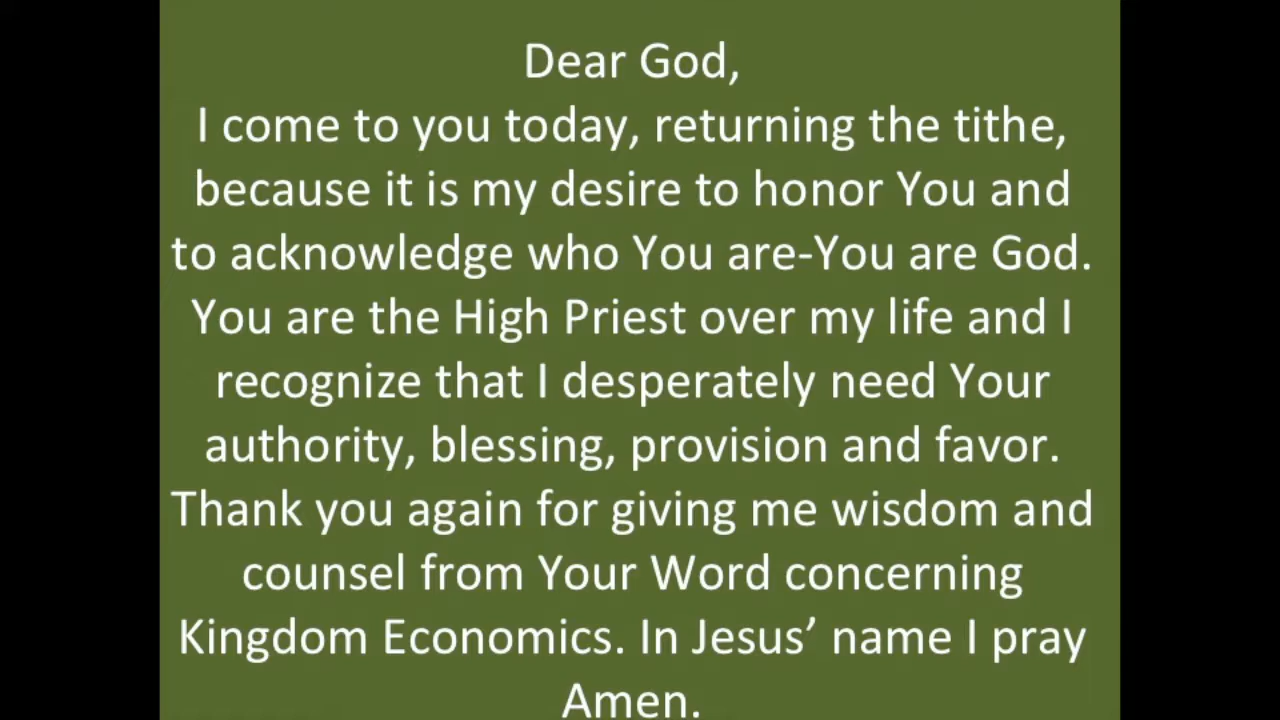 Dear God,
I come to you today, returning the tithe,
because it is my desire to honor You and
to acknowledge who You are-You are God.
You are the High Priest over my life and I
recognize that I desperately need Your
authority, blessing, provision and favor.
Thank you again for giving me wisdom and
counsel from Your Word concerning
Kingdom Economics. In Jesus’ name I pray
Amen.